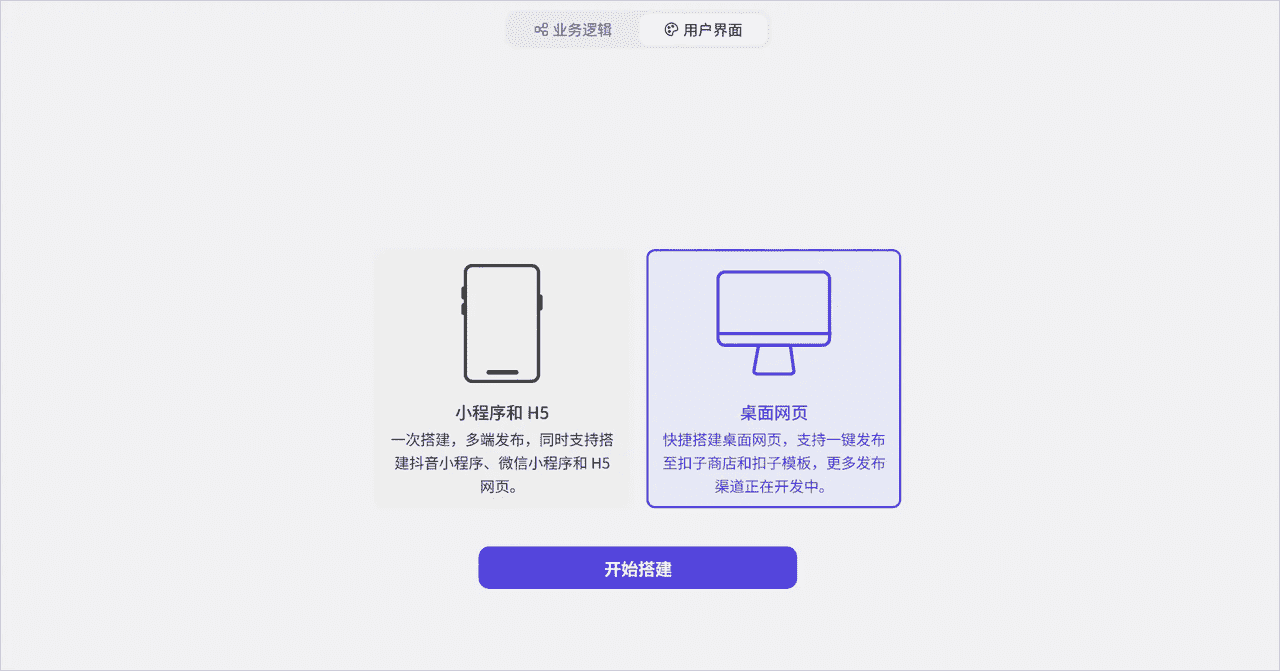 业务逻辑
用户界面
小程序和 H5
一次搭建，多端发布，同时支持搭
建抖音小程序、微信小程序和 H5
网页。
桌面网页
快捷搭建桌面网页，支持一键发布
至扣子商店和扣子模板，更多发布
渠道正在开发中。
开始搭建